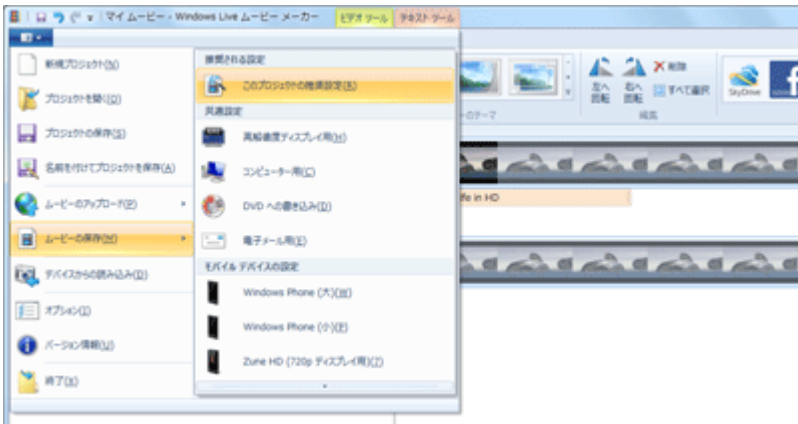 マイ ムービー - Windows Live ムービー メーカー
ビデオ ツール
テキスト ツール
新規プロジェクト(N)
プロジェクトを開く(O)
プロジェクトの保存(S)
名前を付けてプロジェクトを保存(A)
ムービーのアップロード(P)
ムービーの保存(M)
デバイスからの読み込み(D)
オプション(I)
バージョン情報(U)
終了(X)
推奨される設定
このプロジェクトの推奨設定(R)
共通設定
高解像度ディスプレイ用(H)
コンピューター用(C)
DVD への書き込み(D)
電子メール用(E)
モバイル デバイスの設定
Windows Phone (大)(W)
Windows Phone (小)(P)
Zune HD (720p ディスプレイ用)(Z)
のテーマ
左へ回転
右へ回転
削除
すべて選択
編集
SkyDrive
fe in HD